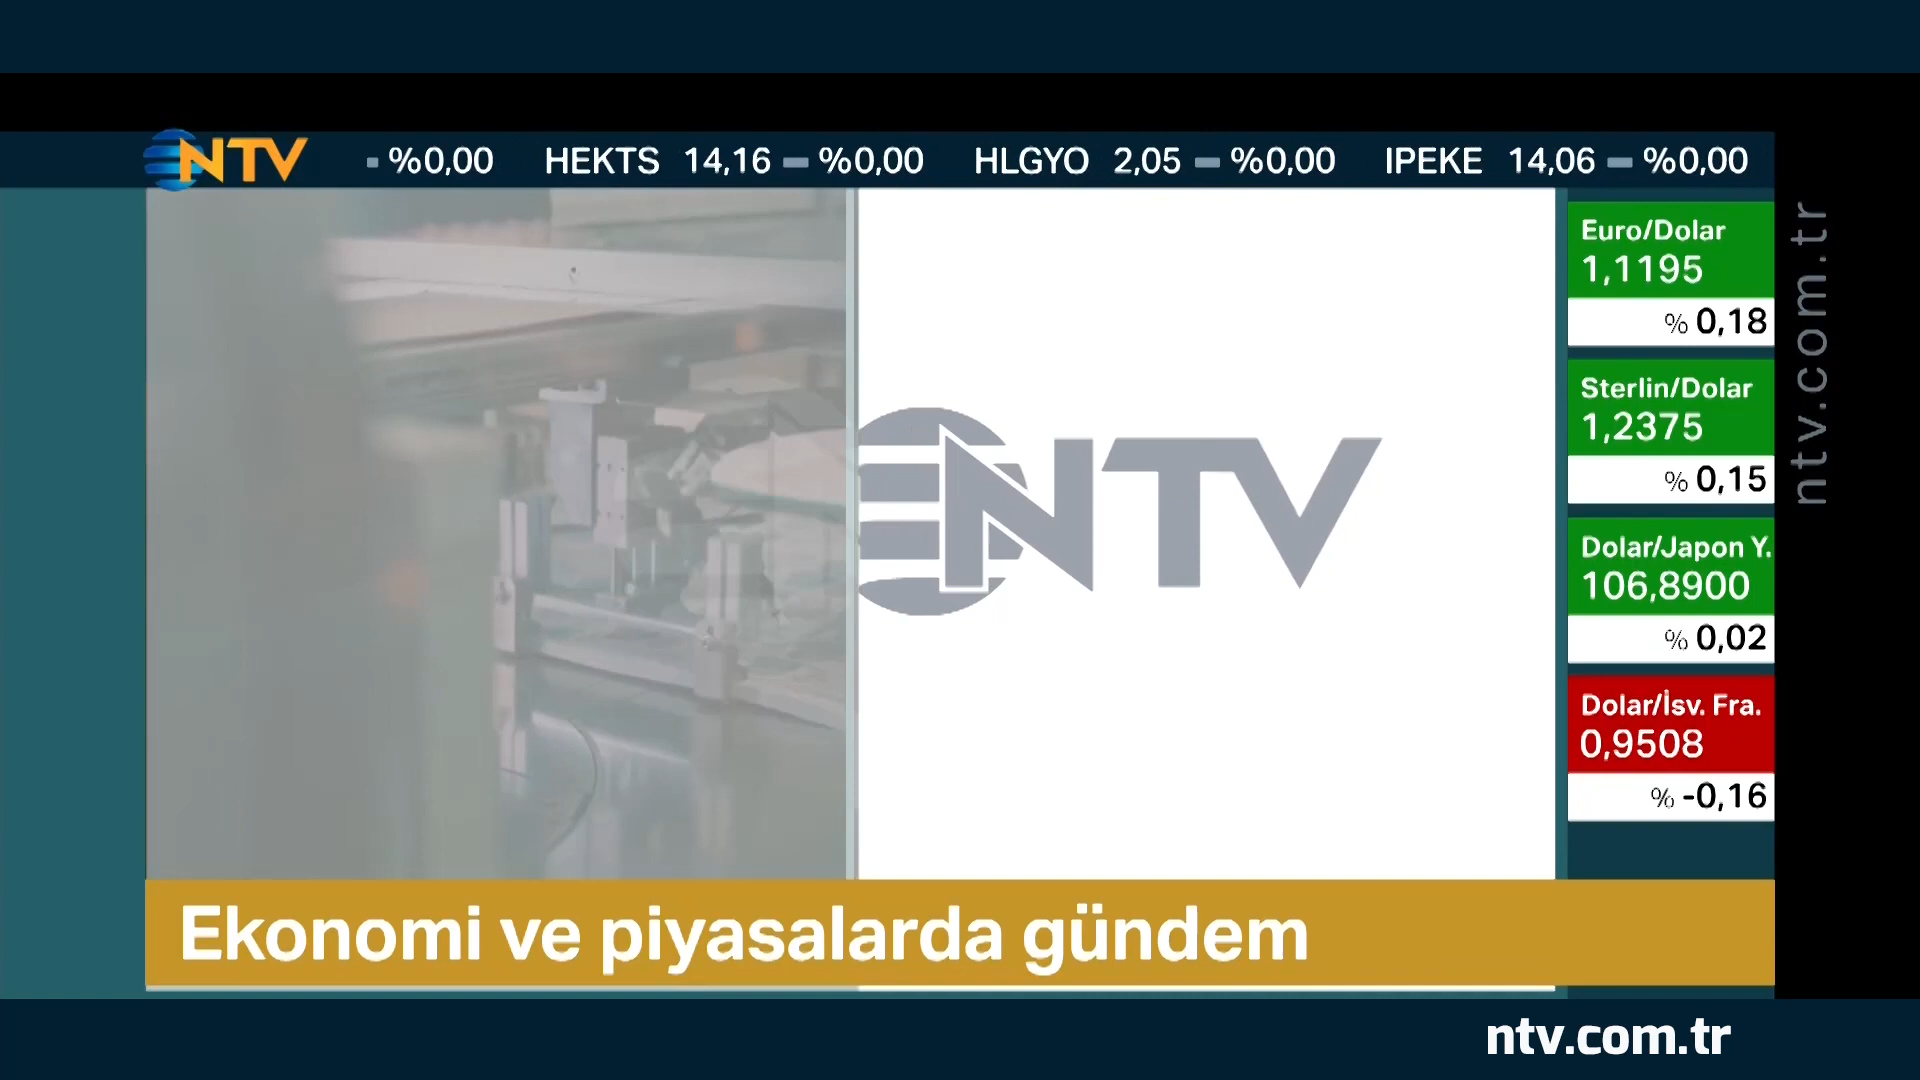 NTV
%0,00 HEKTS 14,16 %0,00 HLGYO 2,05 %0,00 IPEKE 14,06 %0,00
Euro/Dolar
1,1195
% 0,18
Sterlin/Dolar
1,2375
% 0,15
Dolar/Japon Y.
106,8900
% 0,02
Dolar/İsv. Fra.
0,9508
% -0,16
ntv.com.tr
NTV
Ekonomi ve piyasalarda gündem
ntv.com.tr